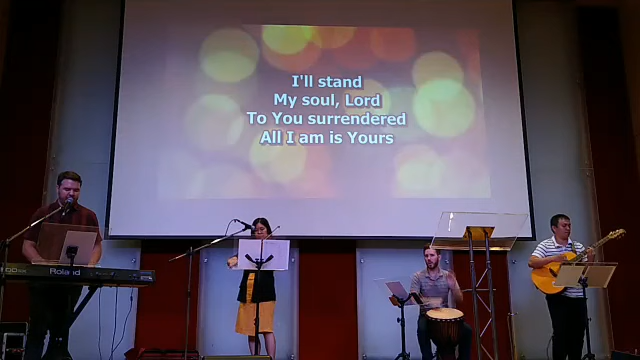 I'll stand
My soul, Lord
To You surrendered
All I am is Yours
Roland